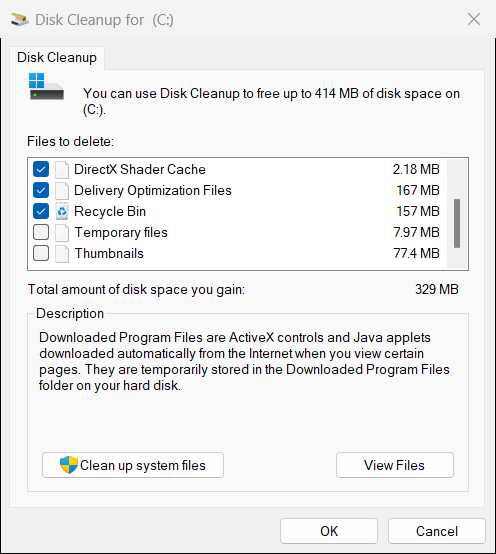 Disk Cleanup for (C:)
Disk Cleanup
You can use Disk Cleanup to free up to 414 MB of disk space on
(C:).
Files to delete:
DirectX Shader Cache 2.18 MB
Delivery Optimization Files 167 MB
Recycle Bin 157 MB
Temporary files 7.97 MB
Thumbnails 77.4 MB
Total amount of disk space you gain: 329 MB
Description
Downloaded Program Files are ActiveX controls and Java applets
downloaded automatically from the Internet when you view certain
pages. They are temporarily stored in the Downloaded Program Files
folder on your hard disk.
Clean up system files View Files
OK Cancel